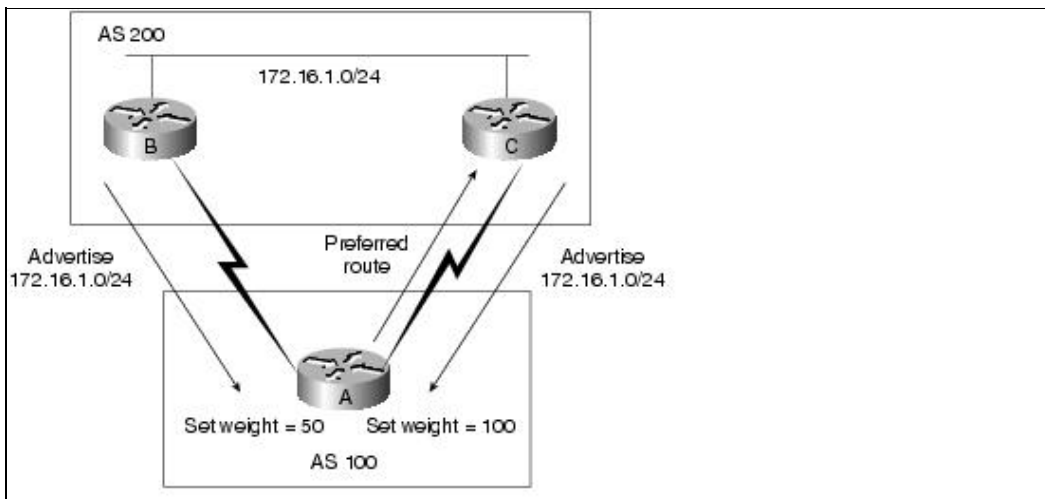 AS 200
172.16.1.0/24
B
C
Advertise
172.16.1.0/24
Preferred
route
Advertise
172.16.1.0/24
A
Set weight = 50
Set weight = 100
AS 100